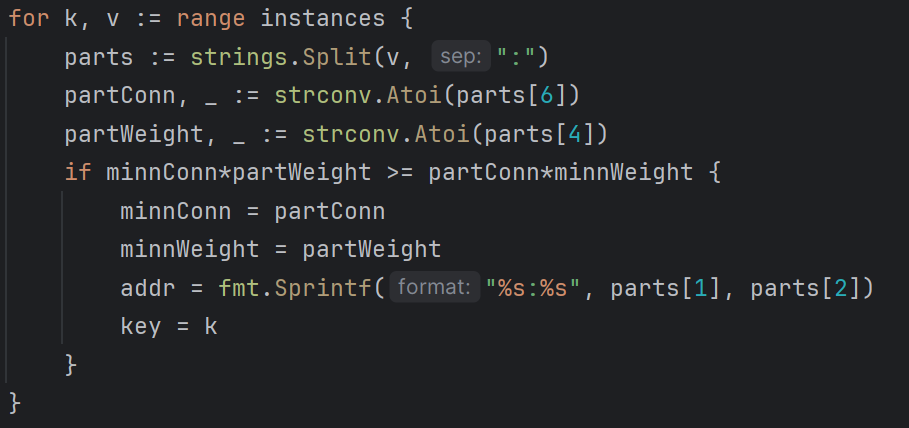 for k, v := range instances {
    parts := strings.Split(v, sep: ":")
    partConn, _ := strconv.Atoi(parts[6])
    partWeight, _ := strconv.Atoi(parts[4])
    if minnConn*partWeight >= partConn*minnWeight {
        minnConn = partConn
        minnWeight = partWeight
        addr = fmt.Sprintf( format: "%s:%s", parts[1], parts[2])
        key = k
    }
}